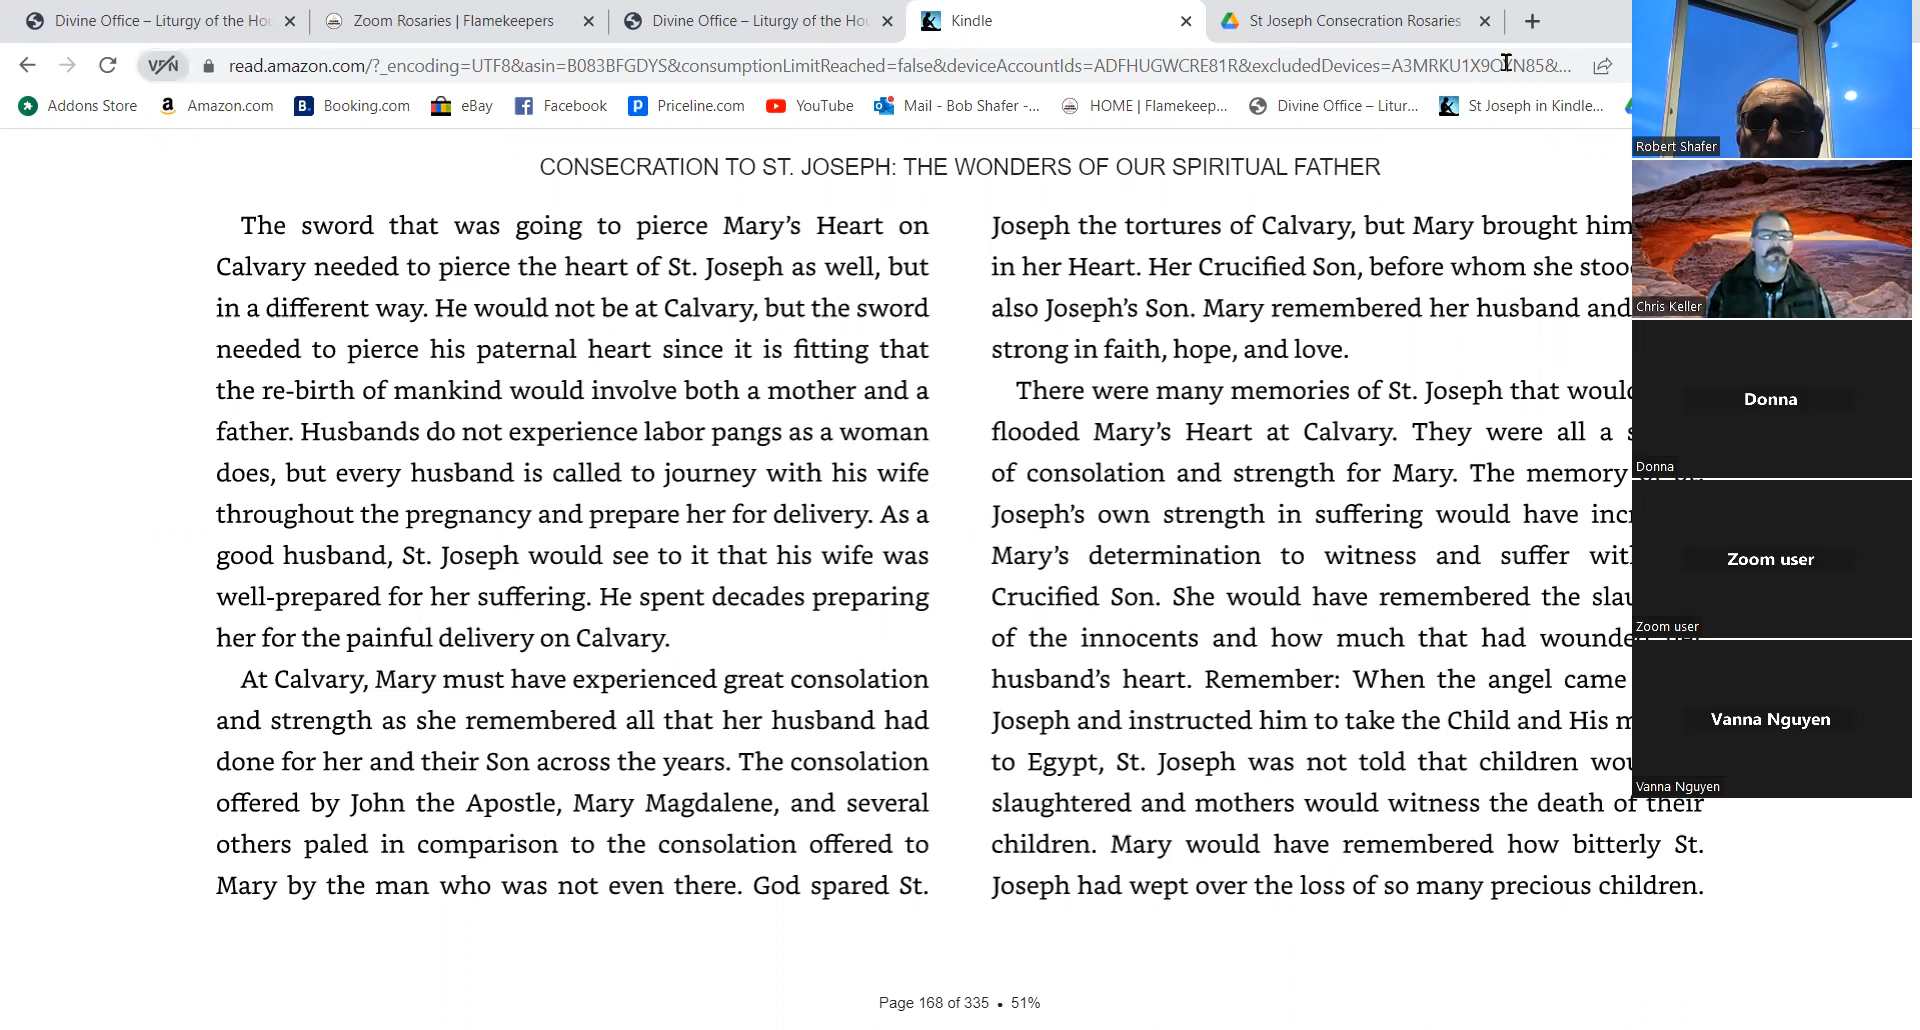 Divine Office – Liturgy of the Hou
Zoom Rosaries | Flamekeepers
Divine Office – Liturgy of the Hou
Kindle
St Joseph Consecration Rosaries
VPN
read.amazon.com/?_encoding=UTF8&asin=B083BFGDYS&consumptionLimitReached=false&deviceAccountIds=ADFHUGWCRE81R&excludedDevices=
Addons Store
Amazon.com
Booking.com
eBay
Facebook
Priceline.com
YouTube
Mail - Bob Shafer -...
HOME | Flamekeep...
Divine Office – Litur...
St Joseph in Kindle...
CONSECRATION TO ST. JOSEPH: THE WONDERS OF OUR SPIRITUAL FATHER
The sword that was going to pierce Mary’s Heart on
Calvary needed to pierce the heart of St. Joseph as well, but
in a different way. He would not be at Calvary, but the sword
needed to pierce his paternal heart since it is fitting that
the re-birth of mankind would involve both a mother and a
father. Husbands do not experience labor pangs as a woman
does, but every husband is called to journey with his wife
throughout the pregnancy and prepare her for delivery. As a
good husband, St. Joseph would see to it that his wife was
well-prepared for her suffering. He spent decades preparing
her for the painful delivery on Calvary.
At Calvary, Mary must have experienced great consolation
and strength as she remembered all that her husband had
done for her and their Son across the years. The consolation
offered by John the Apostle, Mary Magdalene, and several
others paled in comparison to the consolation offered to
Mary by the man who was not even there. God spared St.
Joseph the tortures of Calvary, but Mary brought him
in her Heart. Her Crucified Son, before whom she
also Joseph’s Son. Mary remembered her husband and
strong in faith, hope, and love.
There were many memories of St. Joseph that
flooded Mary’s Heart at Calvary. They were all a
of consolation and strength for Mary. The memory
Joseph’s own strength in suffering would have
Mary’s determination to witness and suffer
Crucified Son. She would have remembered the
of the innocents and how much that had
husband’s heart. Remember: When the angel came
Joseph and instructed him to take the Child and His
to Egypt, St. Joseph was not told that children
slaughtered and mothers would witness the death of their
children. Mary would have remembered how bitterly St.
Joseph had wept over the loss of so many precious children.
Page 168 of 335 • 51%
Robert Shafer
Chris Keller
Donna
Donna
Zoom user
Zoom user
Vanna Nguyen
Vanna Nguyen